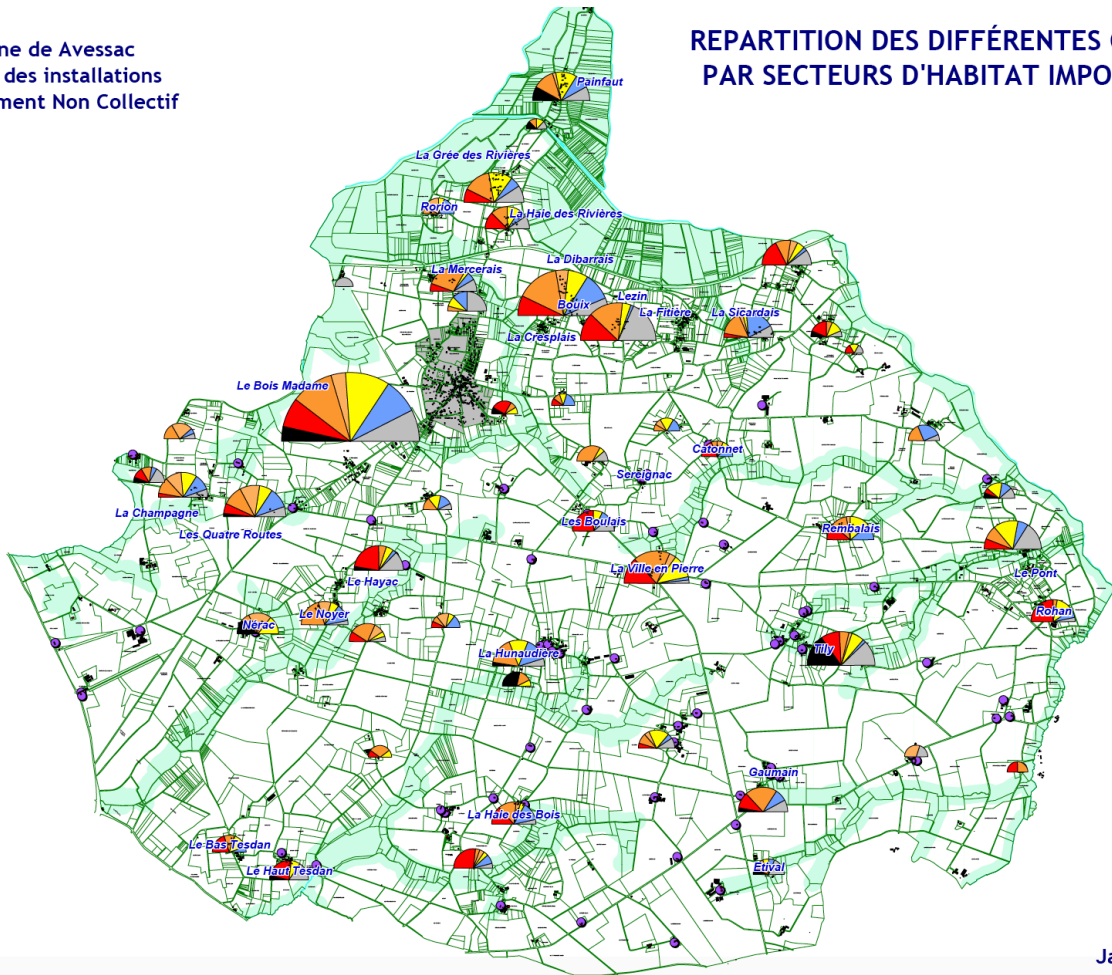 ne de Avessac
des installations
ment Non Collectif
REPARTITION DES DIFFÉRENTES
PAR SECTEURS D'HABITAT IMPO
Painfaut
La Grée des Rivières
Rorion
La Haie des Rivières
La Dibarrais
La Mercerais
Lezin
Bouix
La Fitière
La Sicardais
La Cresplais
Le Bois Madame
Catonnet
Sereignac
La Champagne
Les Boulais
Les Quatre Routes
Rembalais
La Ville en Pierre
Le Pont
Le Hayac
Rohan
Le Noyer
Nérac
Tily
La Hunaudière
Gaumain
La Haie des Bois
Le Bas Tesdan
Le Haut Tesdan
Etival
Ja